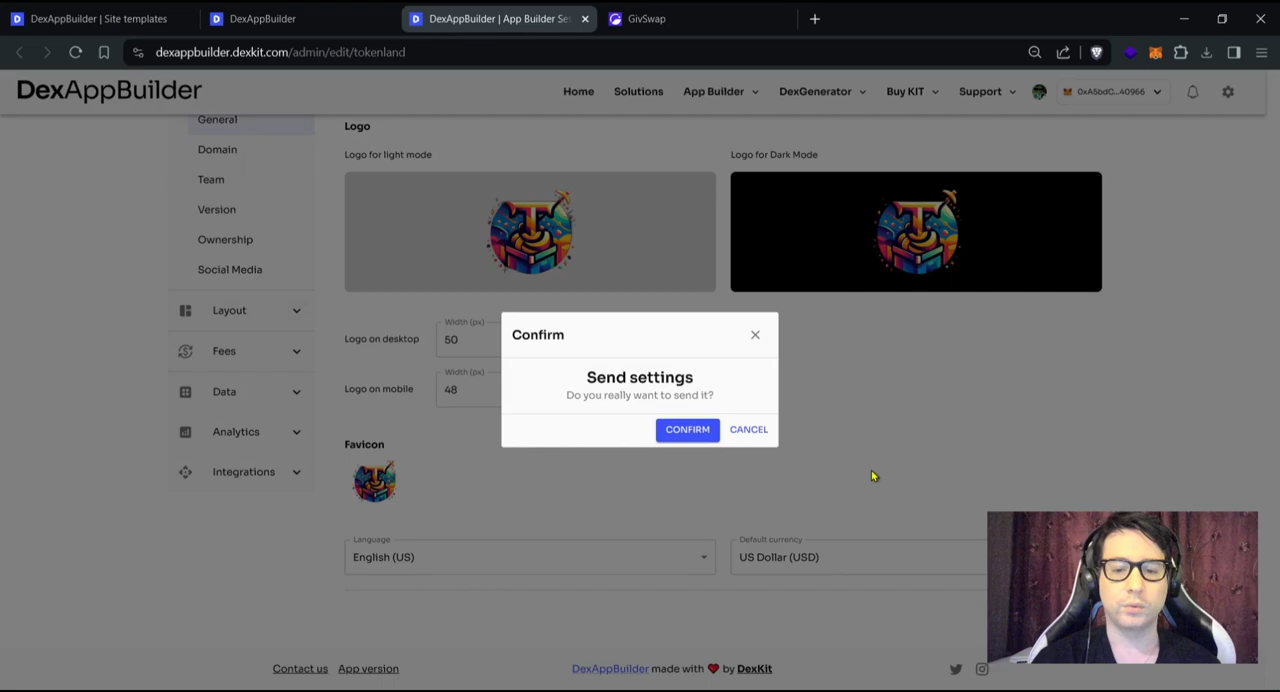 DexAppBuilder | Site templates
DexAppBuilder
DexAppBuilder | App Builder Se
GivSwap
dexappbuilder.dexkit.com/admin/edit/tokenland
DexAppBuilder
Home
Solutions
App Builder
DexGenerator
Buy KIT
Support
0xA5bdC...40966
General
Domain
Team
Version
Ownership
Social Media
Layout
Fees
Data
Analytics
Integrations
Logo
Logo for light mode
Logo for Dark Mode
Logo on desktop
Width (px)
50
Logo on mobile
Width (px)
48
Confirm
Send settings
Do you really want to send it?
CONFIRM
CANCEL
Favicon
Language
English (US)
Default currency
US Dollar (USD)
Contact us
App version
DexAppBuilder made with ❤ by DexKit